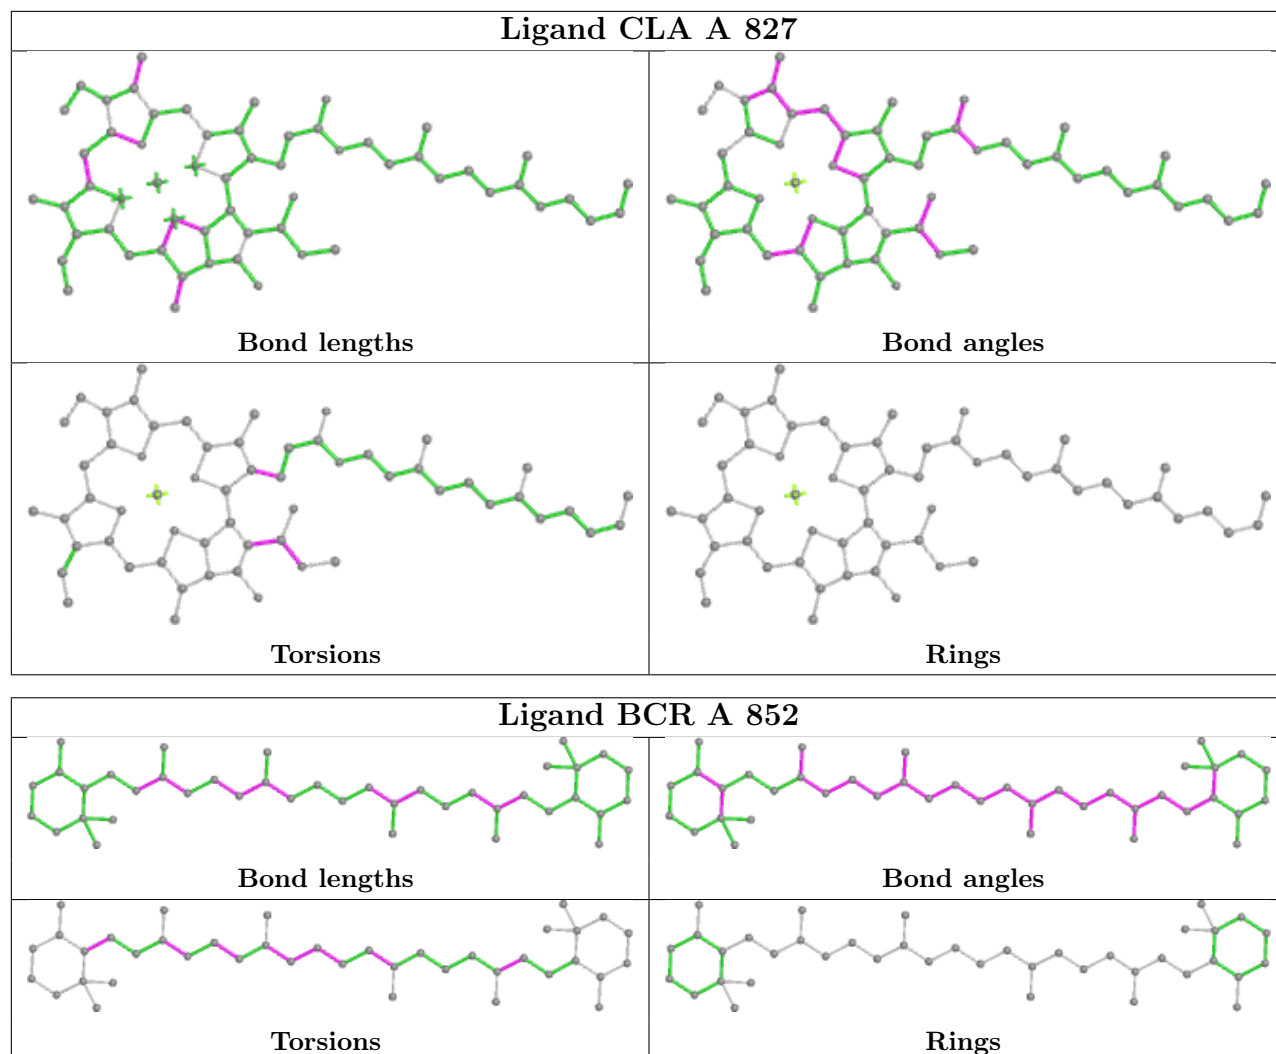 Ligand CLA A 827
Bond lengths
Bond angles
Torsions
Rings
Ligand BCR A 852
Bond lengths
Bond angles
Torsions
Rings